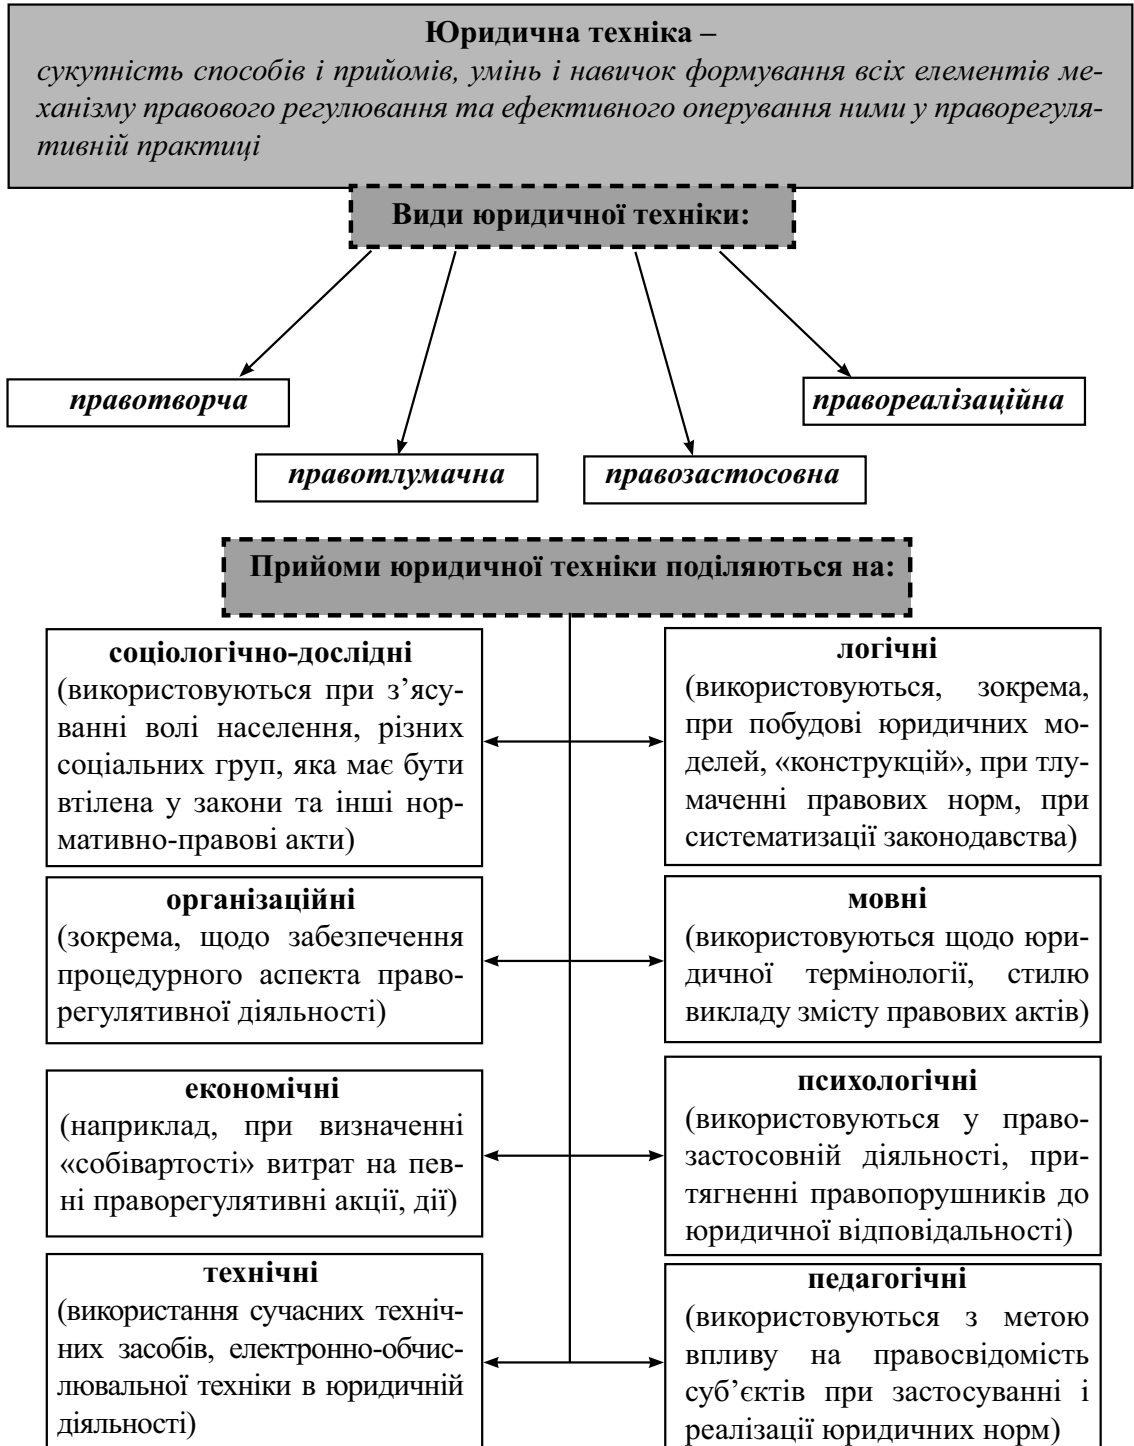 Юридична техніка –
сукупність способів і прийомів, умінь і навичок формування всіх елементів ме-
ханізму правового регулювання та ефективного оперування ними у праворегуля-
тивній практиці
Види юридичної техніки:
правотворча
правореалізаційна
правотлумачна
правозастосовна
Прийоми юридичної техніки поділяються на:
соціологічно-дослідні
(використовуються при з’ясу-
ванні волі населення, різних
соціальних груп, яка має бути
втілена у закони та інші нор-
мативно-правові акти)
логічні
(використовуються, зокрема,
при побудові юридичних мо-
делей, «конструкцій», при тлу-
маченні правових норм, при
систематизації законодавства)
організаційні
(зокрема, щодо забезпечення
процедурного аспекта право-
регулятивної діяльності)
мовні
(використовуються щодо юри-
дичної термінології, стилю
викладу змісту правових актів)
економічні
(наприклад, при визначенні
«собівартості» витрат на пев-
ні праворегулятивні акції, дії)
психологічні
(використовуються у право-
застосовній діяльності, при-
тягненні правопорушників до
юридичної відповідальності)
технічні
(використання сучасних техніч-
них засобів, електронно-обчис-
лювальної техніки в юридичній
діяльності)
педагогічні
(використовуються з метою
впливу на правосвідомість
суб’єктів при застосуванні і
реалізації юридичних норм)